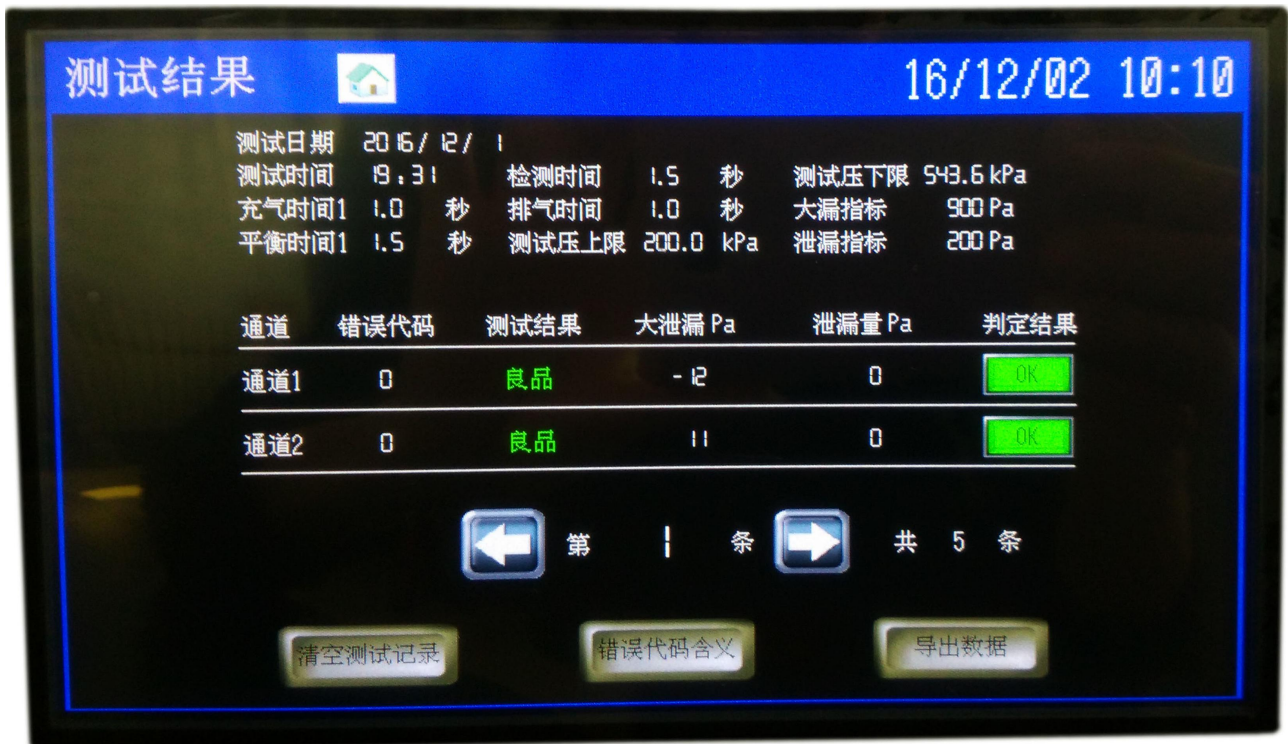 测试结果 16/12/02 10:10
测试日期 2016/12/ 1
测试时间 19:31 检测时间 1.5 秒 测试压下限 543.6 kPa
充气时间1 1.0 秒 排气时间 1.0 秒 大漏指标 900 Pa
平衡时间1 1.5 秒 测试压上限 200.0 kPa 泄漏指标 200 Pa
通道 错误代码 测试结果 大泄漏 Pa 泄漏量 Pa 判定结果
通道1 0 良品 -12 0 OK
通道2 0 良品 11 0 OK
第 1 条 共 5 条
清空测试记录 错误代码含义 导出数据